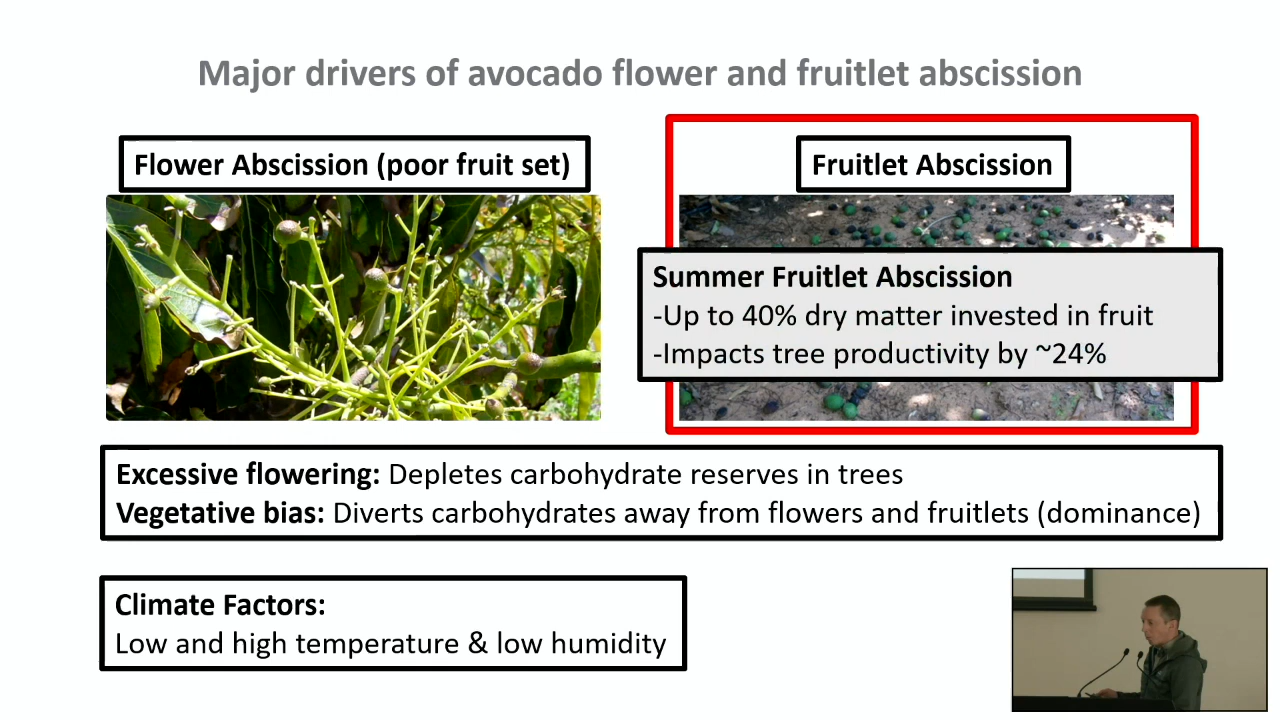 Major drivers of avocado flower and fruitlet abscission
Flower Abscission (poor fruit set)
Fruitlet Abscission
Summer Fruitlet Abscission
-Up to 40% dry matter invested in fruit
-Impacts tree productivity by ~24%
Excessive flowering: Depletes carbohydrate reserves in trees
Vegetative bias: Diverts carbohydrates away from flowers and fruitlets (dominance)
Climate Factors:
Low and high temperature & low humidity